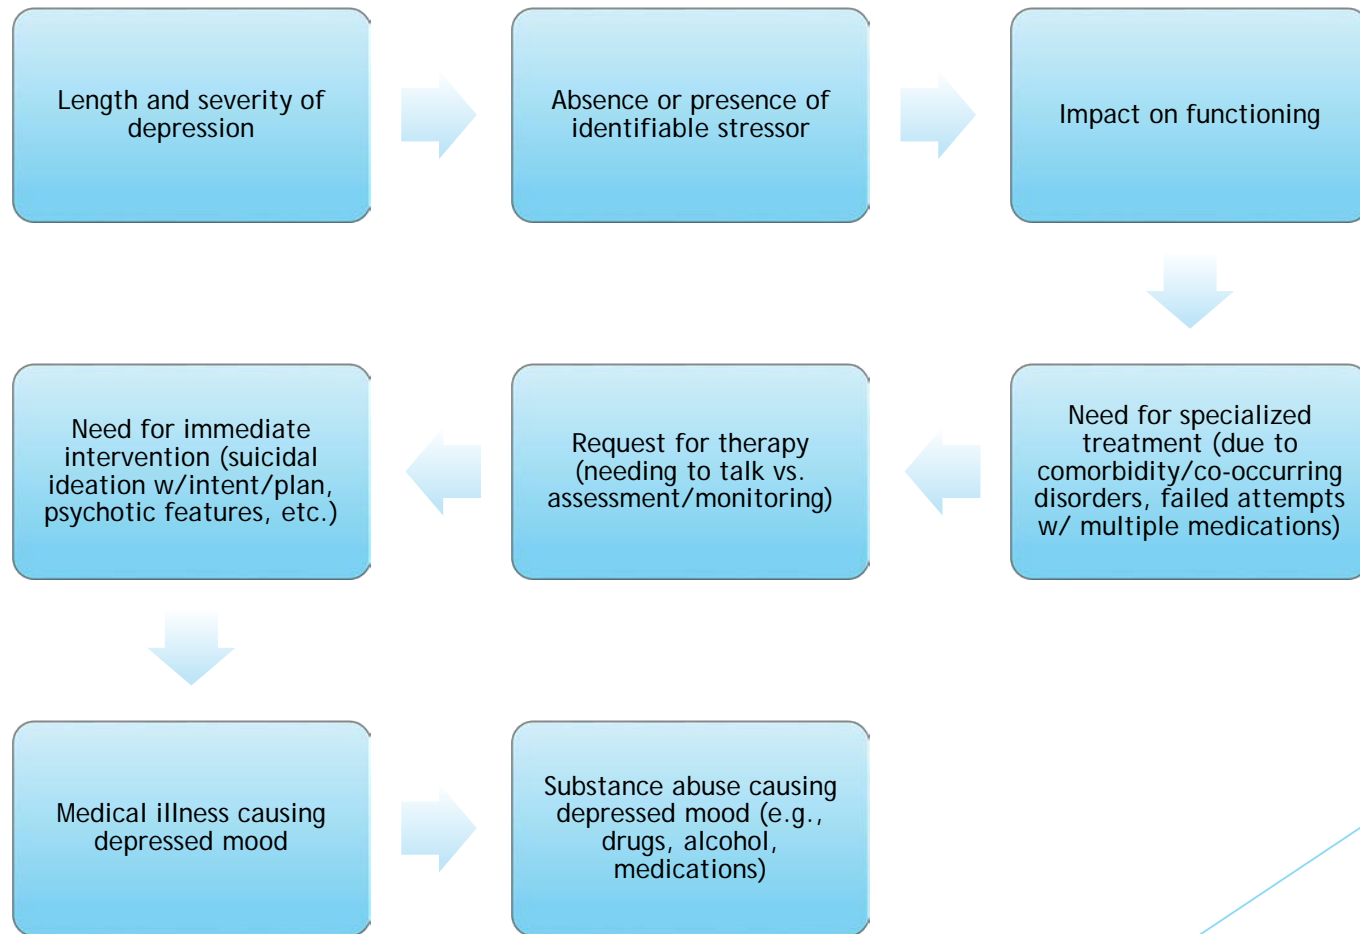 Length and severity of
depression
Absence or presence of
identifiable stressor
Impact on functioning
Need for specialized
treatment (due to
comorbidity/co-occurring
disorders, failed attempts
w/ multiple medications)
Request for therapy
(needing to talk vs.
assessment/monitoring)
Need for immediate
intervention (suicidal
ideation w/intent/plan,
psychotic features, etc.)
Medical illness causing
depressed mood
Substance abuse causing
depressed mood (e.g.,
drugs, alcohol,
medications)